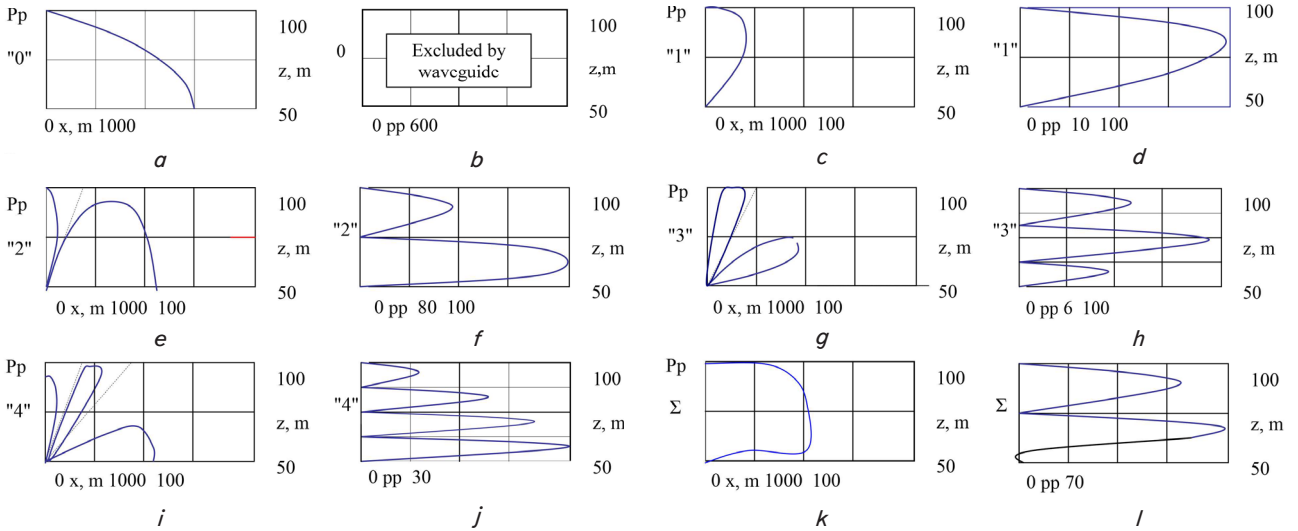 Pp
"0"
100
z, m
50
0 x, m 1000
a
0
Excluded by
waveguide
100
z,m
50
0 pp 600
b
Pp
"1"
100
z, m
50
0 x, m 1000 100
c
"1"
100
z, m
50
0 pp 10 100
d
Pp
"2"
100
z, m
50
0 x, m 1000 100
e
"2"
100
z, m
50
0 pp 80 100
f
Pp
"3"
100
z, m
50
0 x, m 1000 100
g
"3"
100
z, m
50
0 pp 6 100
h
Pp
"4"
100
z, m
50
0 x, m 1000 100
i
"4"
100
z, m
50
0 pp 30
j
Pp
Σ
100
z, m
50
0 x, m 1000 100
k
Σ
100
z, m
50
0 pp 70
l